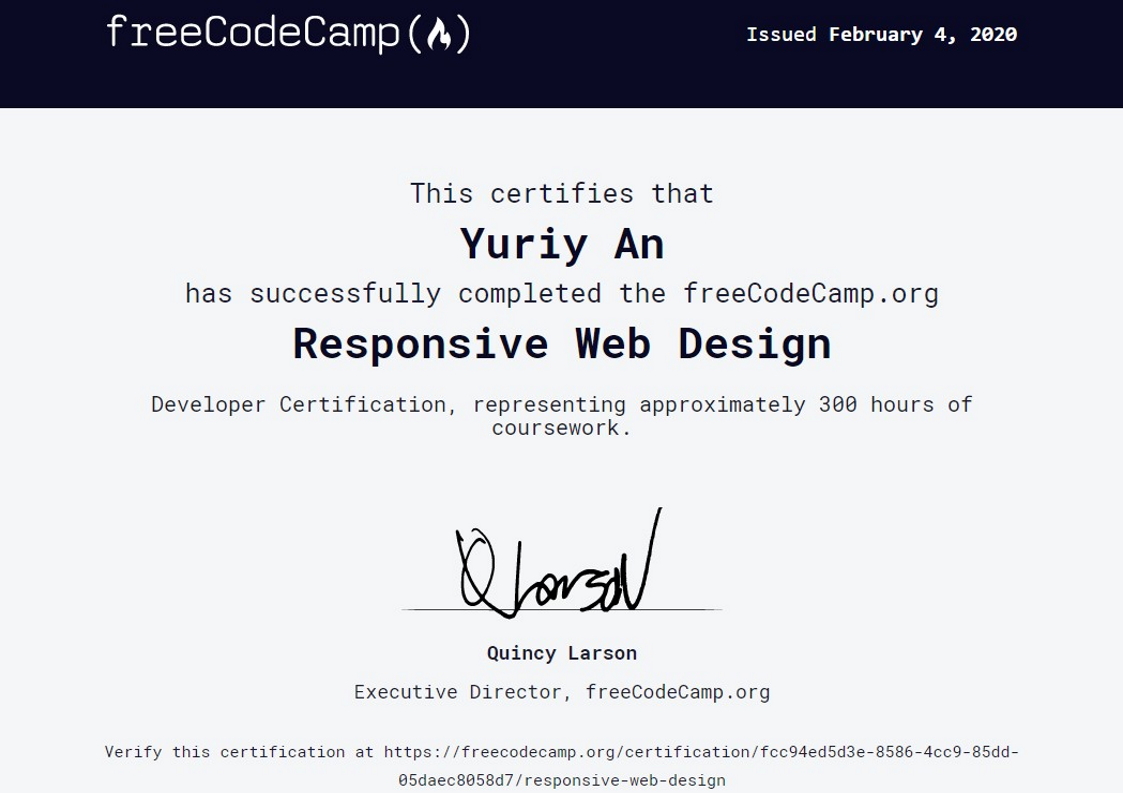 freeCodeCamp(🔥)
Issued February 4, 2020
This certifies that
Yuriy An
has successfully completed the freeCodeCamp.org
Responsive Web Design
Developer Certification, representing approximately 300 hours of
coursework.
Q Larson
Quincy Larson
Executive Director, freeCodeCamp.org
Verify this certification at https://freecodecamp.org/certification/fcc94ed5d3e-8586-4cc9-85dd-
05daec8058d7/responsive-web-design